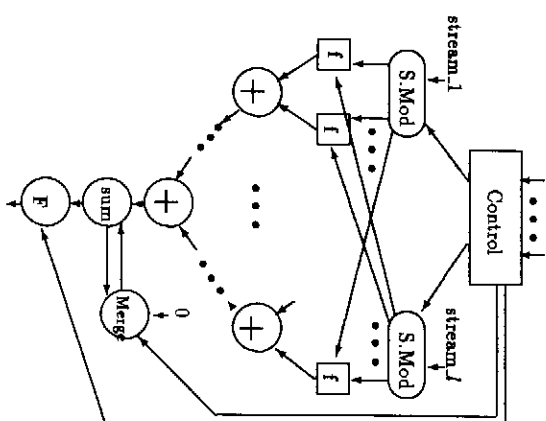 Control
stream_1
stream_l
S.Mod
S.Mod
f
f
f
+
+
+
0
sum
Merge
F